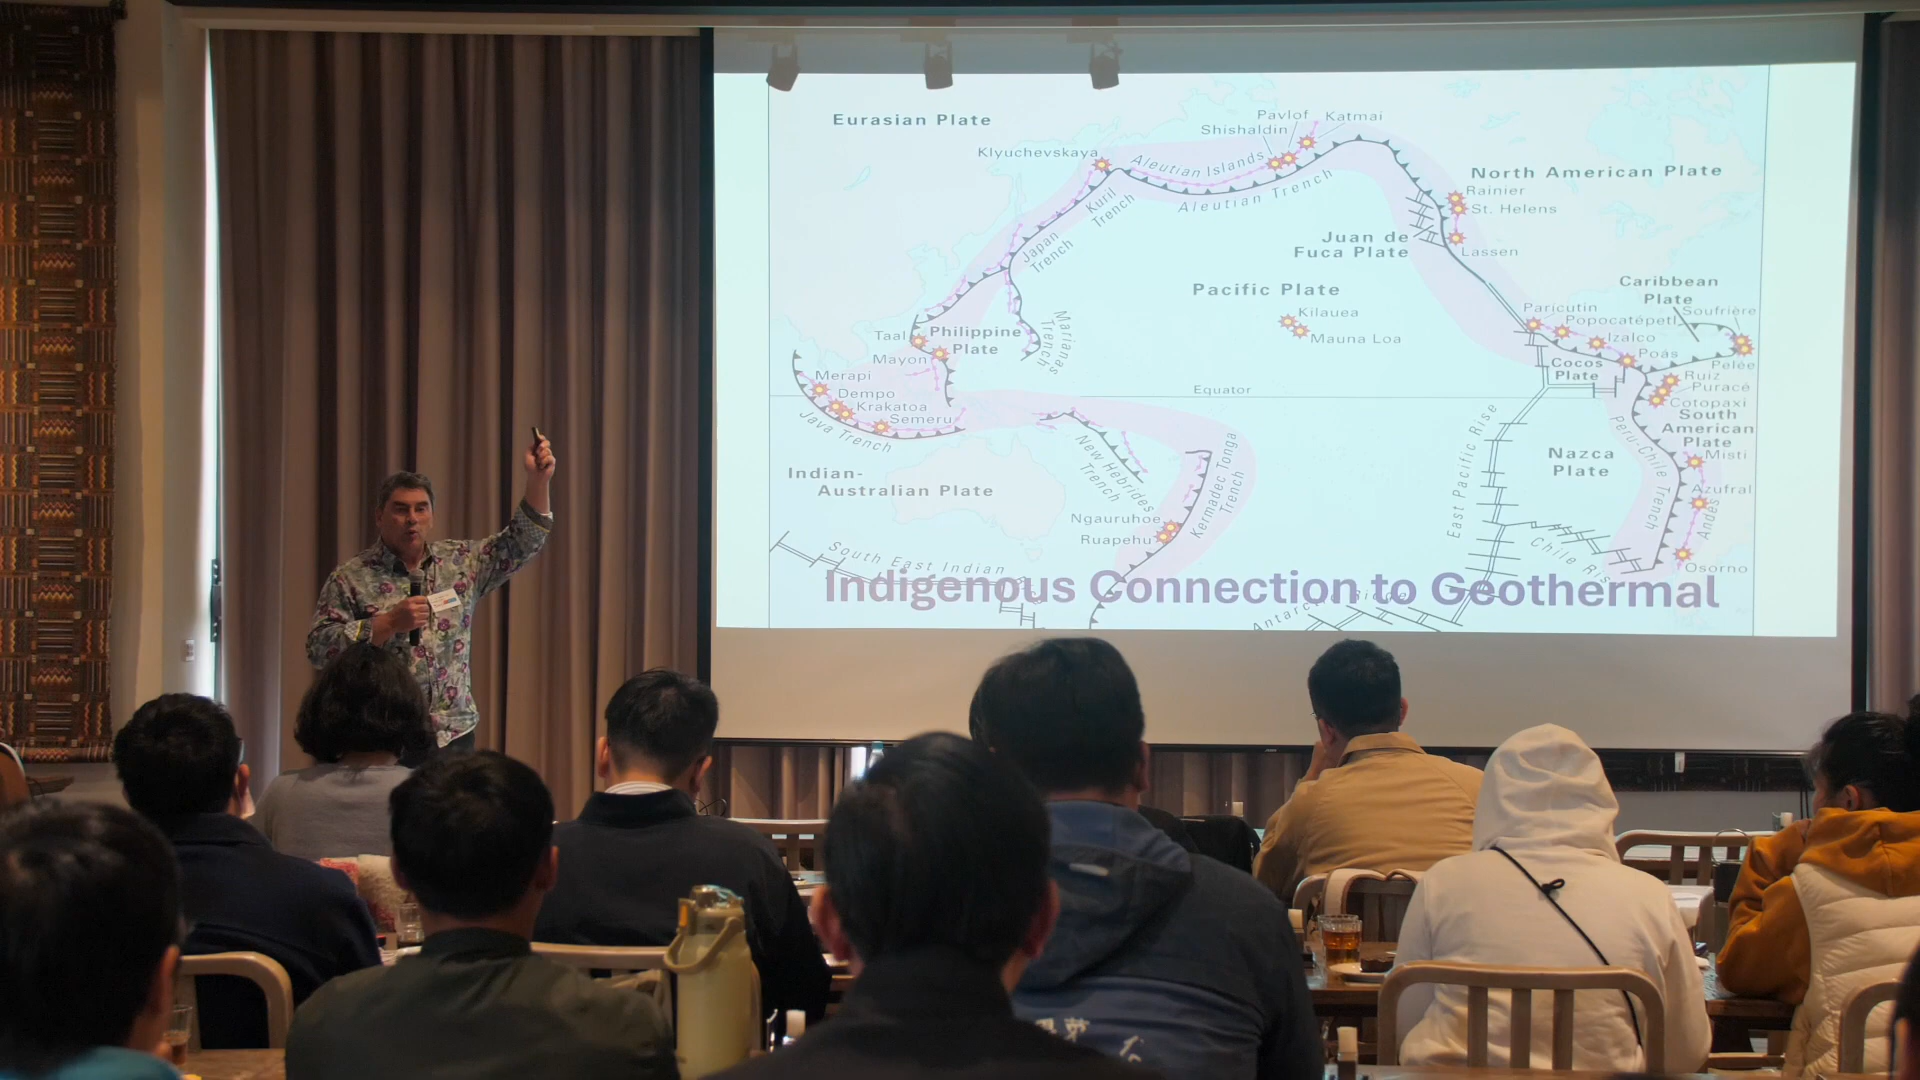 Eurasian Plate
Pavlof
Katmai
Shishaldin
Klyuchevskaya
Aleutian Islands
Aleutian Trench
Kuril
Trench
Japan
Trench
North American Plate
Rainier
St. Helens
Lassen
Juan de
Fuca Plate
Pacific Plate
Kilauea
Mauna Loa
Caribbean
Plate
Soufrière
Paricutin
Popocatépetl
Izalco
Poás
Pelée
Cocos
Plate
Ruiz
Puracé
Cotopaxi
South
American
Plate
Misti
Azufral
Andes
Osorno
Peru-Chile Trench
Nazca
Plate
Taal
Philippine
Plate
Mayon
Marianas
Trench
Merapi
Dempo
Krakatoa
Semeru
Java Trench
Equator
Indian-
Australian Plate
New Hebrides
Trench
Kermadec Tonga
Trench
Ngauruhoe
Ruapehu
East Pacific Rise
Chile Ris
South East Indian
Indigenous Connection to Geothermal